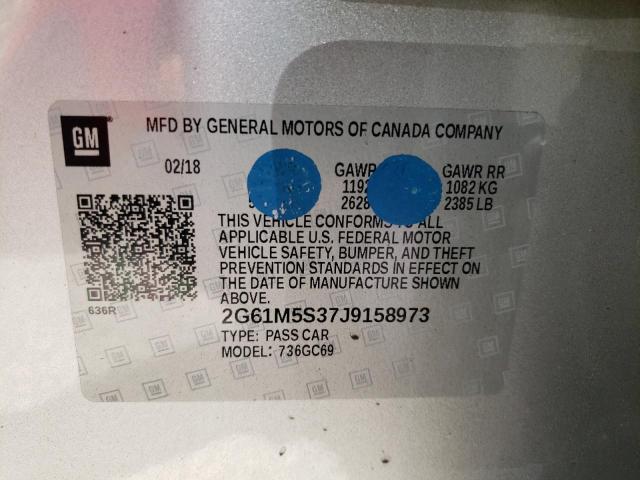 GM
MFD BY GENERAL MOTORS OF CANADA COMPANY
02/18 GAWR GAWR RR
1082 KG
2628 2385 LB
THIS VEHICLE CONFORMS TO ALL
APPLICABLE U.S. FEDERAL MOTOR
VEHICLE SAFETY, BUMPER, AND THEFT
PREVENTION STANDARDS IN EFFECT ON
THE DATE OF MANUFACTURE SHOWN
ABOVE.
636R
2G61M5S37J9158973
TYPE: PASS CAR
MODEL: 736GC69